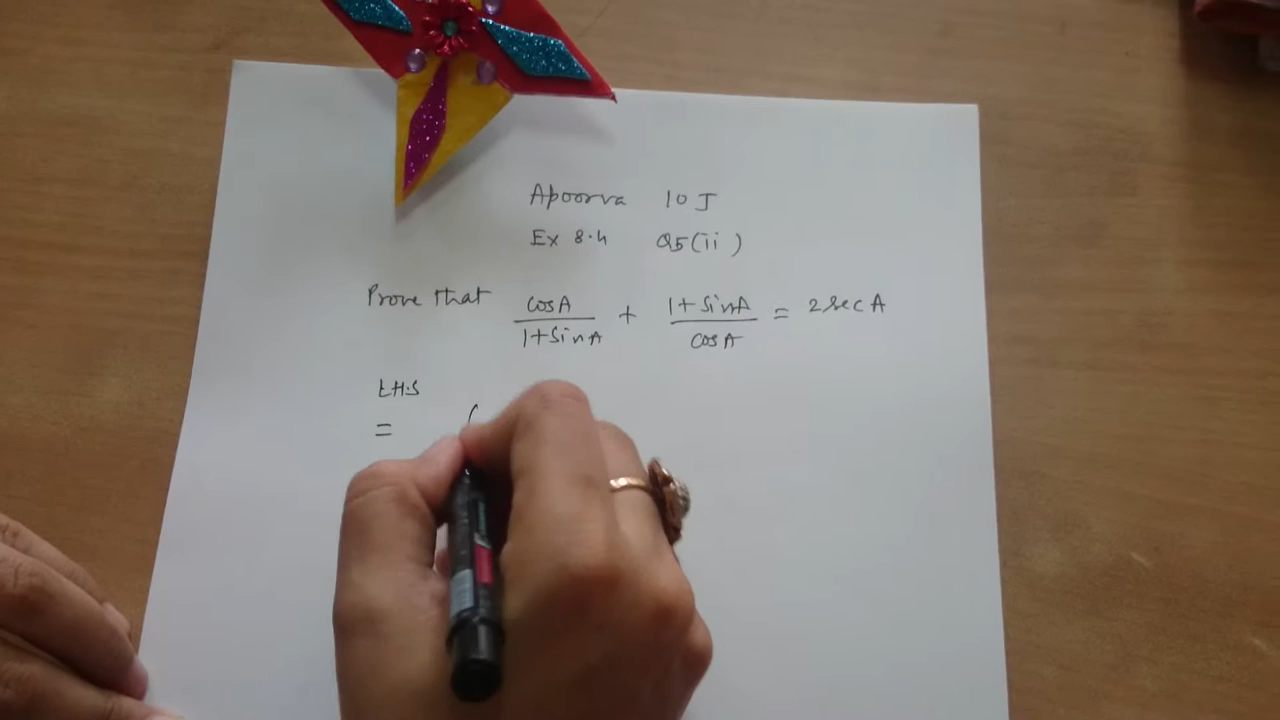 Apoorva 10 J
Ex 8.4 Q5(ii)
Prove that cosA/1+sinA + 1+sinA/cosA = 2secA
LHS
= (